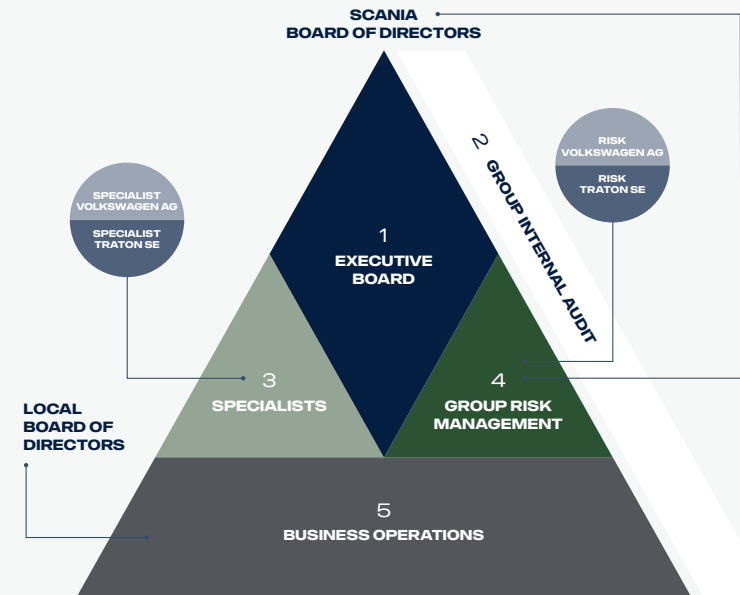 SCANIA
BOARD OF DIRECTORS
2 GROUP INTERNAL AUDIT
RISK
VOLKSWAGEN AG
RISK
TRATON SE
SPECIALIST
VOLKSWAGEN AG
SPECIALIST
TRATON SE
1
EXECUTIVE
BOARD
3
SPECIALISTS
4
GROUP RISK
MANAGEMENT
LOCAL
BOARD OF
DIRECTORS
5
BUSINESS OPERATIONS